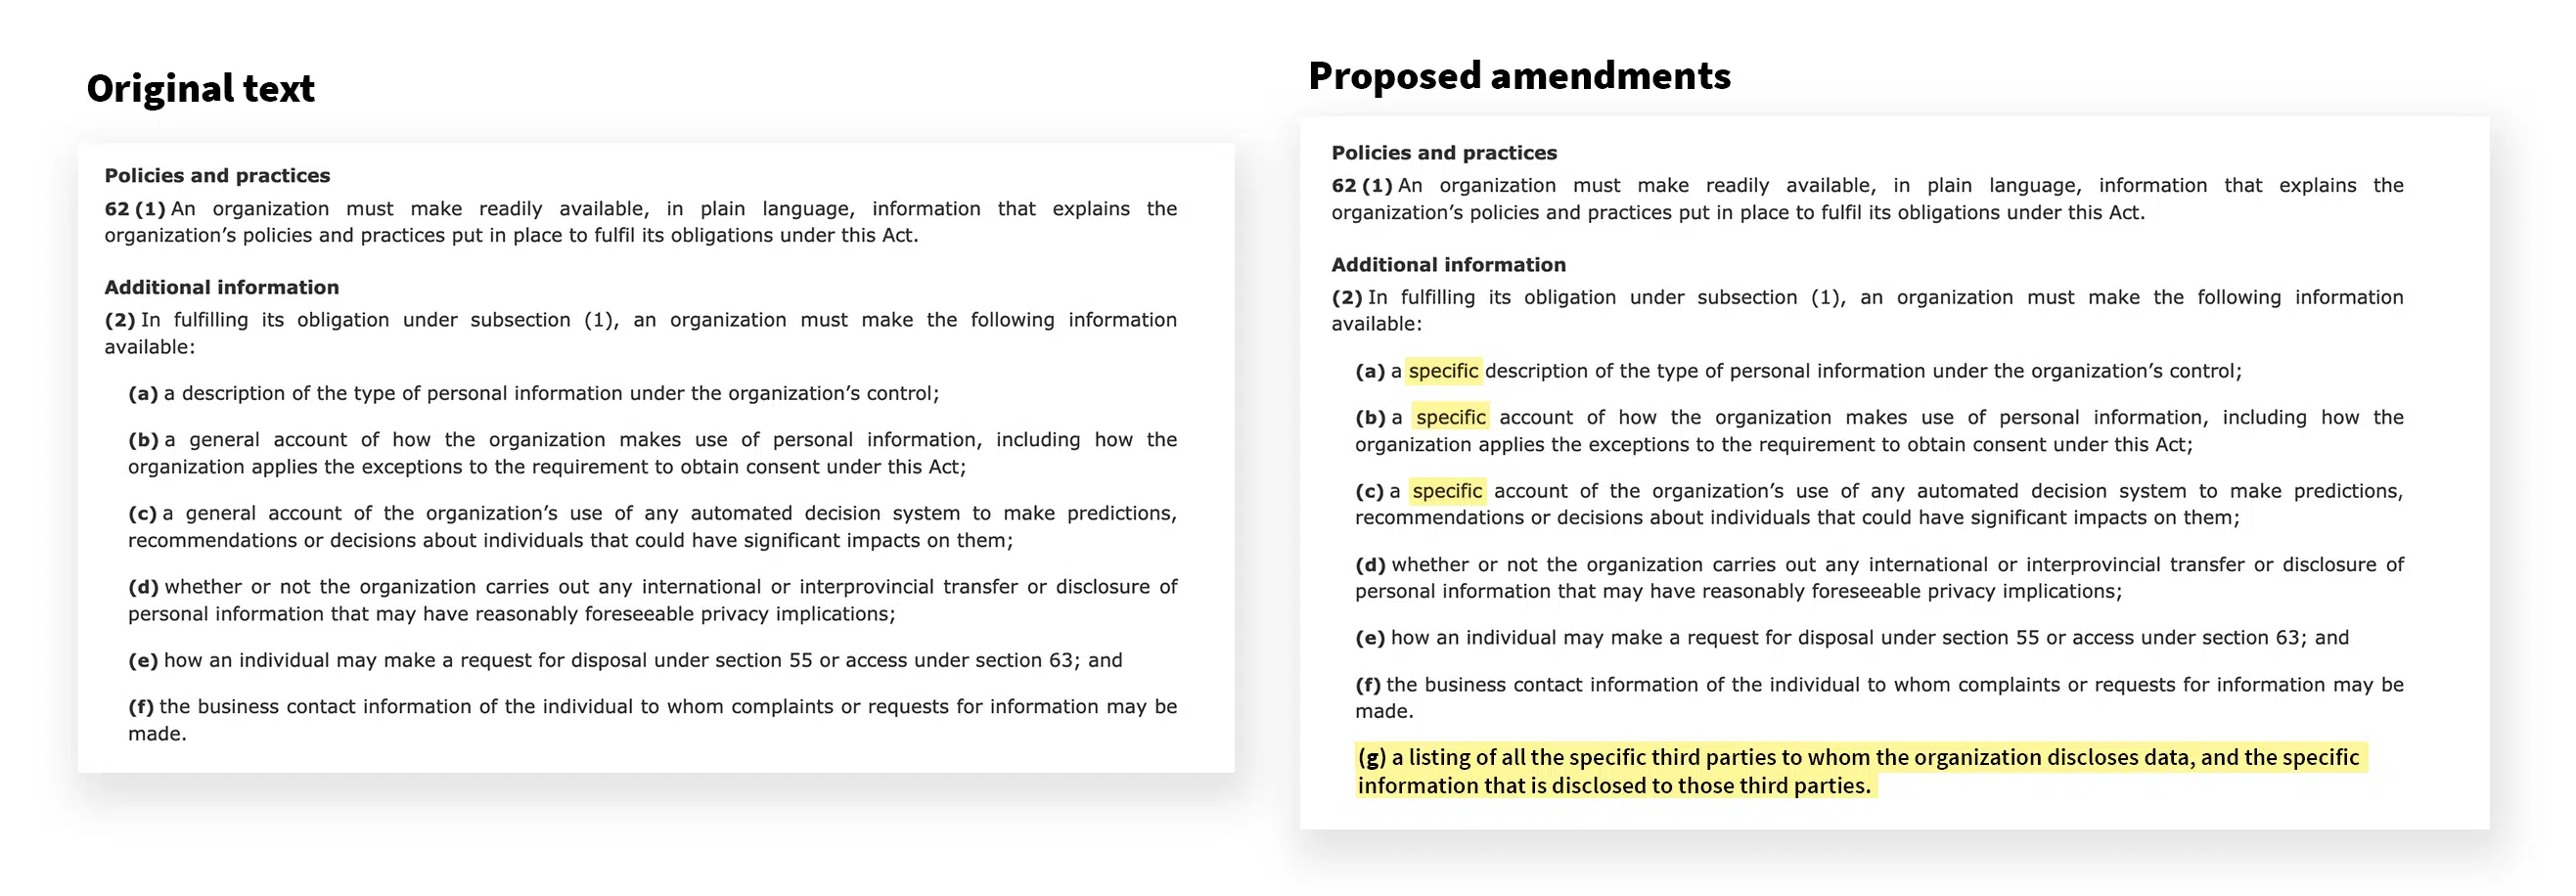 Original text
Policies and practices
62 (1) An organization must make readily available, in plain language, information that explains the
organization’s policies and practices put in place to fulfil its obligations under this Act.
Additional information
(2) In fulfilling its obligation under subsection (1), an organization must make the following information
available:
(a) a description of the type of personal information under the organization’s control;
(b) a general account of how the organization makes use of personal information, including how the
organization applies the exceptions to the requirement to obtain consent under this Act;
(c) a general account of the organization’s use of any automated decision system to make predictions,
recommendations or decisions about individuals that could have significant impacts on them;
(d) whether or not the organization carries out any international or interprovincial transfer or disclosure of
personal information that may have reasonably foreseeable privacy implications;
(e) how an individual may make a request for disposal under section 55 or access under section 63; and
(f) the business contact information of the individual to whom complaints or requests for information may be
made.
Proposed amendments
Policies and practices
62 (1) An organization must make readily available, in plain language, information that explains the
organization’s policies and practices put in place to fulfil its obligations under this Act.
Additional information
(2) In fulfilling its obligation under subsection (1), an organization must make the following information
available:
(a) a specific description of the type of personal information under the organization’s control;
(b) a specific account of how the organization makes use of personal information, including how the
organization applies the exceptions to the requirement to obtain consent under this Act;
(c) a specific account of the organization’s use of any automated decision system to make predictions,
recommendations or decisions about individuals that could have significant impacts on them;
(d) whether or not the organization carries out any international or interprovincial transfer or disclosure of
personal information that may have reasonably foreseeable privacy implications;
(e) how an individual may make a request for disposal under section 55 or access under section 63; and
(f) the business contact information of the individual to whom complaints or requests for information may be
made.
(g) a listing of all the specific third parties to whom the organization discloses data, and the specific
information that is disclosed to those third parties.